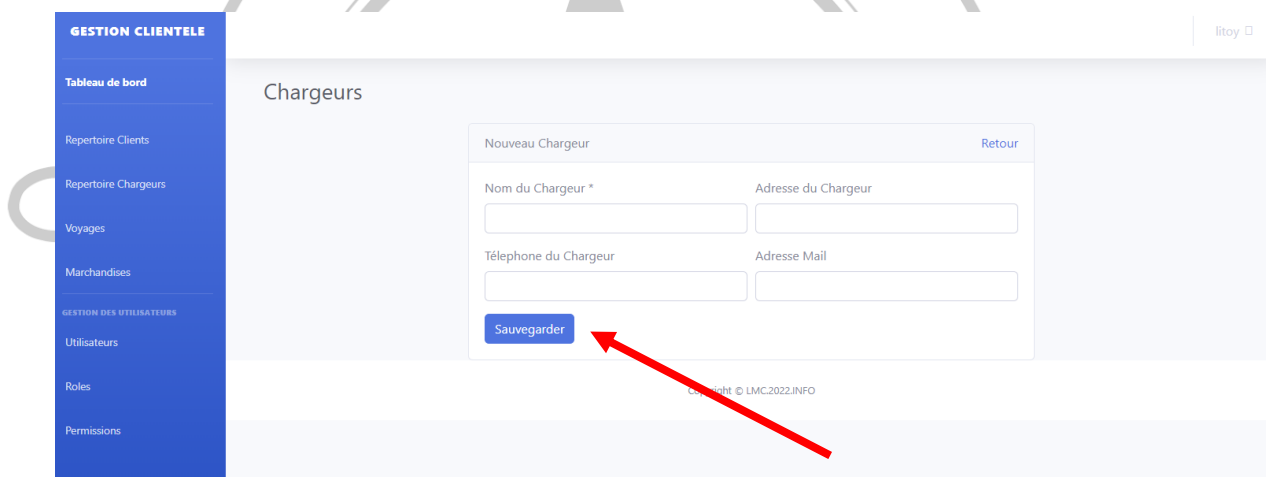 GESTION CLIENTELE
litoy
Tableau de bord
Chargeurs
Repertoire Clients
Repertoire Chargeurs
Voyages
Marchandises
GESTION DES UTILISATEURS
Utilisateurs
Roles
Permissions
Nouveau Chargeur Retour
Nom du Chargeur * Adresse du Chargeur
Télephone du Chargeur Adresse Mail
Sauvegarder
Copyright © LMC.2022.INFO